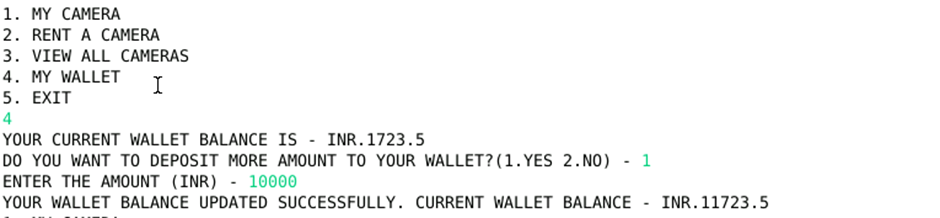 1. MY CAMERA
2. RENT A CAMERA
3. VIEW ALL CAMERAS
4. MY WALLET
5. EXIT
4
YOUR CURRENT WALLET BALANCE IS - INR.1723.5
DO YOU WANT TO DEPOSIT MORE AMOUNT TO YOUR WALLET?(1.YES 2.NO) - 1
ENTER THE AMOUNT (INR) - 10000
YOUR WALLET BALANCE UPDATED SUCCESSFULLY. CURRENT WALLET BALANCE - INR.11723.5